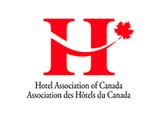 H
Hotel Association of Canada
Association des Hôtels du Canada